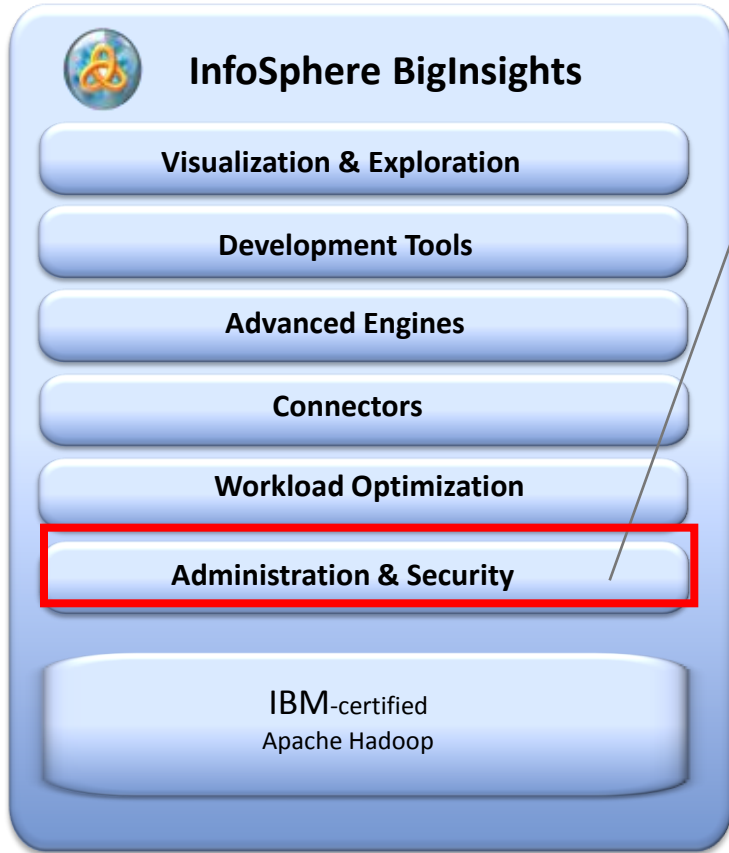 InfoSphere BigInsights
Visualization & Exploration
Development Tools
Advanced Engines
Connectors
Workload Optimization
Administration & Security
IBM-certified
Apache Hadoop